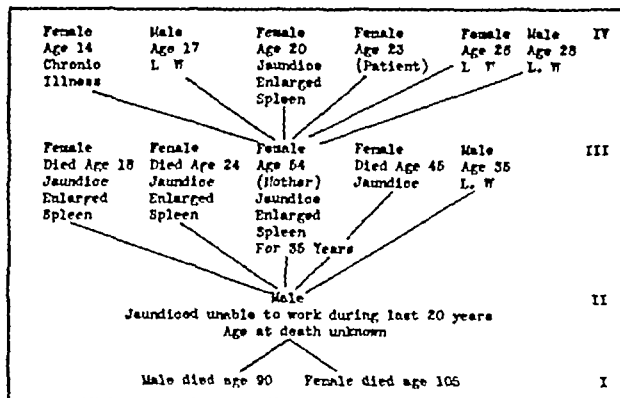 Female Male Female Female Female Male IV
Age 14 Age 17 Age 20 Age 23 Age 26 Age 28
Chronic L W Jaundice (Patient) L W L. W
Illness Enlarged
Spleen
Female Female Female Female Male III
Died Age 18 Died Age 24 Age 54 Died Age 45 Age 35
Jaundice Jaundice (Mother) Jaundice L. W
Enlarged Enlarged Jaundice
Spleen Spleen Enlarged
Spleen
For 35 Years
Male II
Jaundiced unable to work during last 20 years
Age at death unknown
Male died age 90 Female died age 105 I